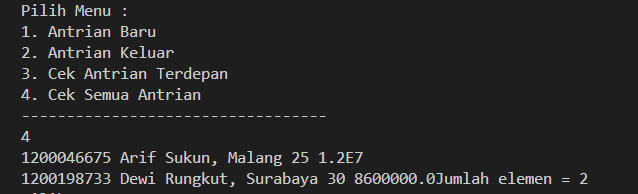 Pilih Menu :
1. Antrian Baru
2. Antrian Keluar
3. Cek Antrian Terdepan
4. Cek Semua Antrian
----------------------------------
4
1200046675 Arif Sukun, Malang 25 1.2E7
1200198733 Dewi Rungkut, Surabaya 30 8600000.0Jumlah elemen = 2